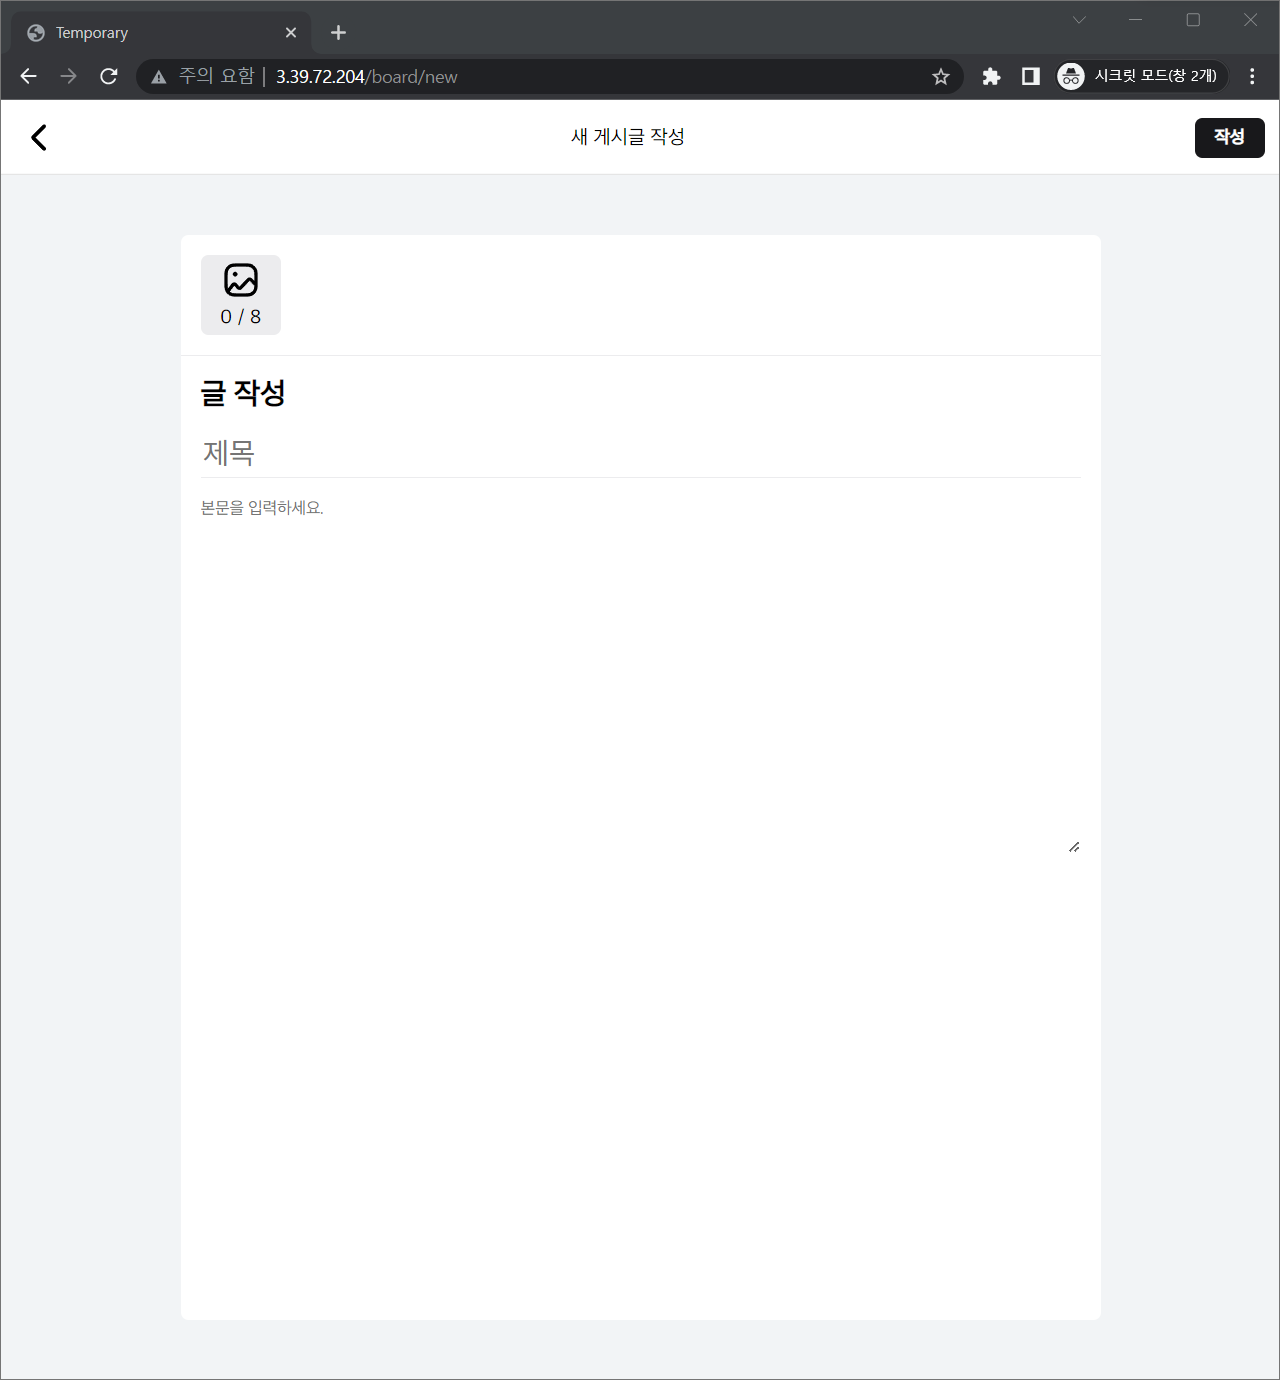 Temporary
주의 요함 | 3.39.72.204/board/new
시크릿 모드(창 2개)
새 게시글 작성
작성
0 / 8
글 작성
제목
본문을 입력하세요.